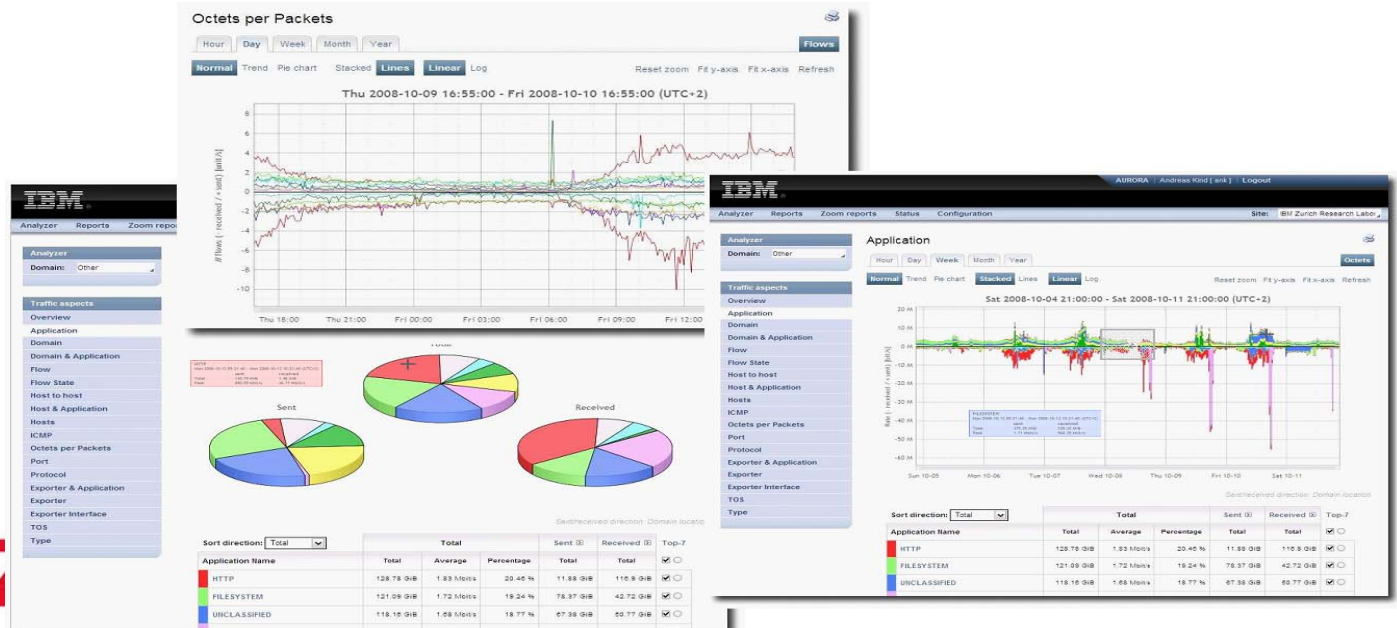 Octets per Packets
Hour Day Week Month Year
Flows
Normal Trend Pie chart Stacked Lines Linear Log
Reset zoom Fit y-axis Fit x-axis Refresh
Thu 2008-10-09 16:55:00 - Fri 2008-10-10 16:55:00 (UTC+2)
8
6
4
2
0
-2
-4
-6
-8
-10
Thu 18:00 Thu 21:00 Fri 00:00 Fri 03:00 Fri 06:00 Fri 09:00 Fri 12:00
IBM
Analyzer Reports
Analyzer
Domain: Other
Traffic aspects
Overview
Application
Domain
Domain & Application
Flow
Flow State
Host to host
Host & Application
Hosts
ICMP
Octets per Packets
Port
Protocol
Exporter & Application
Exporter
Exporter Interface
TOS
Type
Sent
Received
Sort direction: Total
Total Sent Received Top-7
Application Name Total Average Percentage Total Total
HTTP 128.78 GiB 1.83 Mbit/s 20.46 % 11.88 GiB 116.9 GiB
FILESYSTEM 121.09 GiB 1.72 Mbit/s 19.24 % 78.37 GiB 42.72 GiB
UNCLASSIFIED 118.16 GiB 1.68 Mbit/s 18.77 % 67.38 GiB 50.77 GiB
IBM
AURORA Andreas Kind [ ank ] Logout
Analyzer Reports Zoom reports Status Configuration
Site: IBM Zurich Research Labor
Analyzer
Domain: Other
Traffic aspects
Overview
Application
Domain
Domain & Application
Flow
Flow State
Host to host
Host & Application
Hosts
ICMP
Octets per Packets
Port
Protocol
Exporter & Application
Exporter
Exporter Interface
TOS
Type
Application
Hour Day Week Month Year
Octets
Normal Trend Pie chart Stacked Lines Linear Log
Reset zoom Fit y-axis Fit x-axis Refresh
Sat 2008-10-04 21:00:00 - Sat 2008-10-11 21:00:00 (UTC+2)
20 M
10 M
0 M
-10 M
-20 M
-30 M
-40 M
-50 M
-60 M
Sun 10-05 Mon 10-06 Tue 10-07 Wed 10-08 Thu 10-09 Fri 10-10 Sat 10-11
Sent/received direction: Domain location
Sort direction: Total
Total Sent Received Top-7
Application Name Total Average Percentage Total Total
HTTP 128.78 GiB 1.83 Mbit/s 20.46 % 11.88 GiB 116.9 GiB
FILESYSTEM 121.09 GiB 1.72 Mbit/s 19.24 % 78.37 GiB 42.72 GiB
UNCLASSIFIED 118.16 GiB 1.68 Mbit/s 18.77 % 67.38 GiB 50.77 GiB